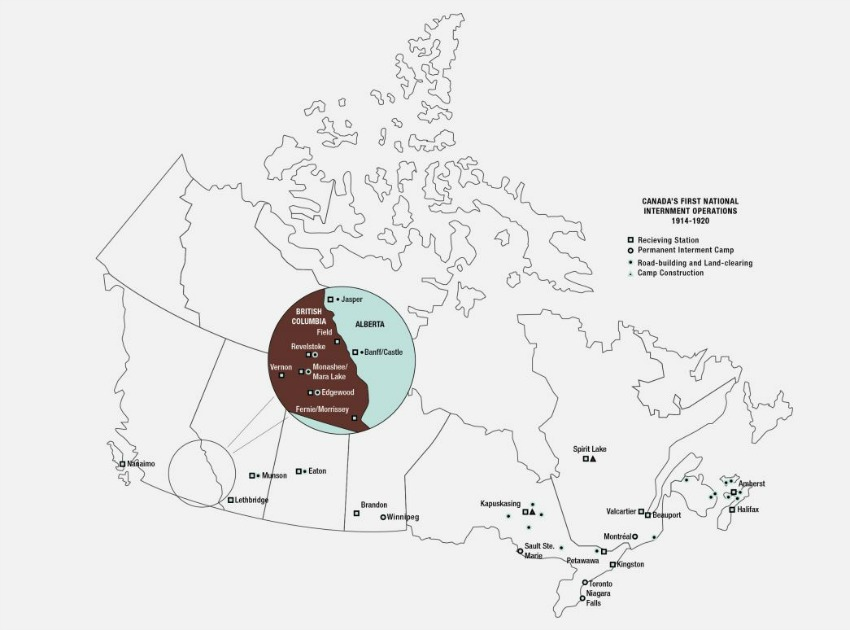 CANADA'S FIRST NATIONAL
INTERNMENT OPERATIONS
1914-1920
Recieving Station
Permanent Interment Camp
Road-building and Land-clearing
Camp Construction
Jasper
BRITISH
COLUMBIA
ALBERTA
Field
Revelstoke
Banff/Castle
Vernon
Monashee/
Mara Lake
Edgewood
Fernie/Morrissey
Nanaimo
Munson
Eaton
Lethbridge
Brandon
Winnipeg
Spirit Lake
Kapuskasing
Amherst
Valcartier
Beauport
Halifax
Montréal
Sault Ste.
Marie
Petawawa
Kingston
Toronto
Niagara
Falls